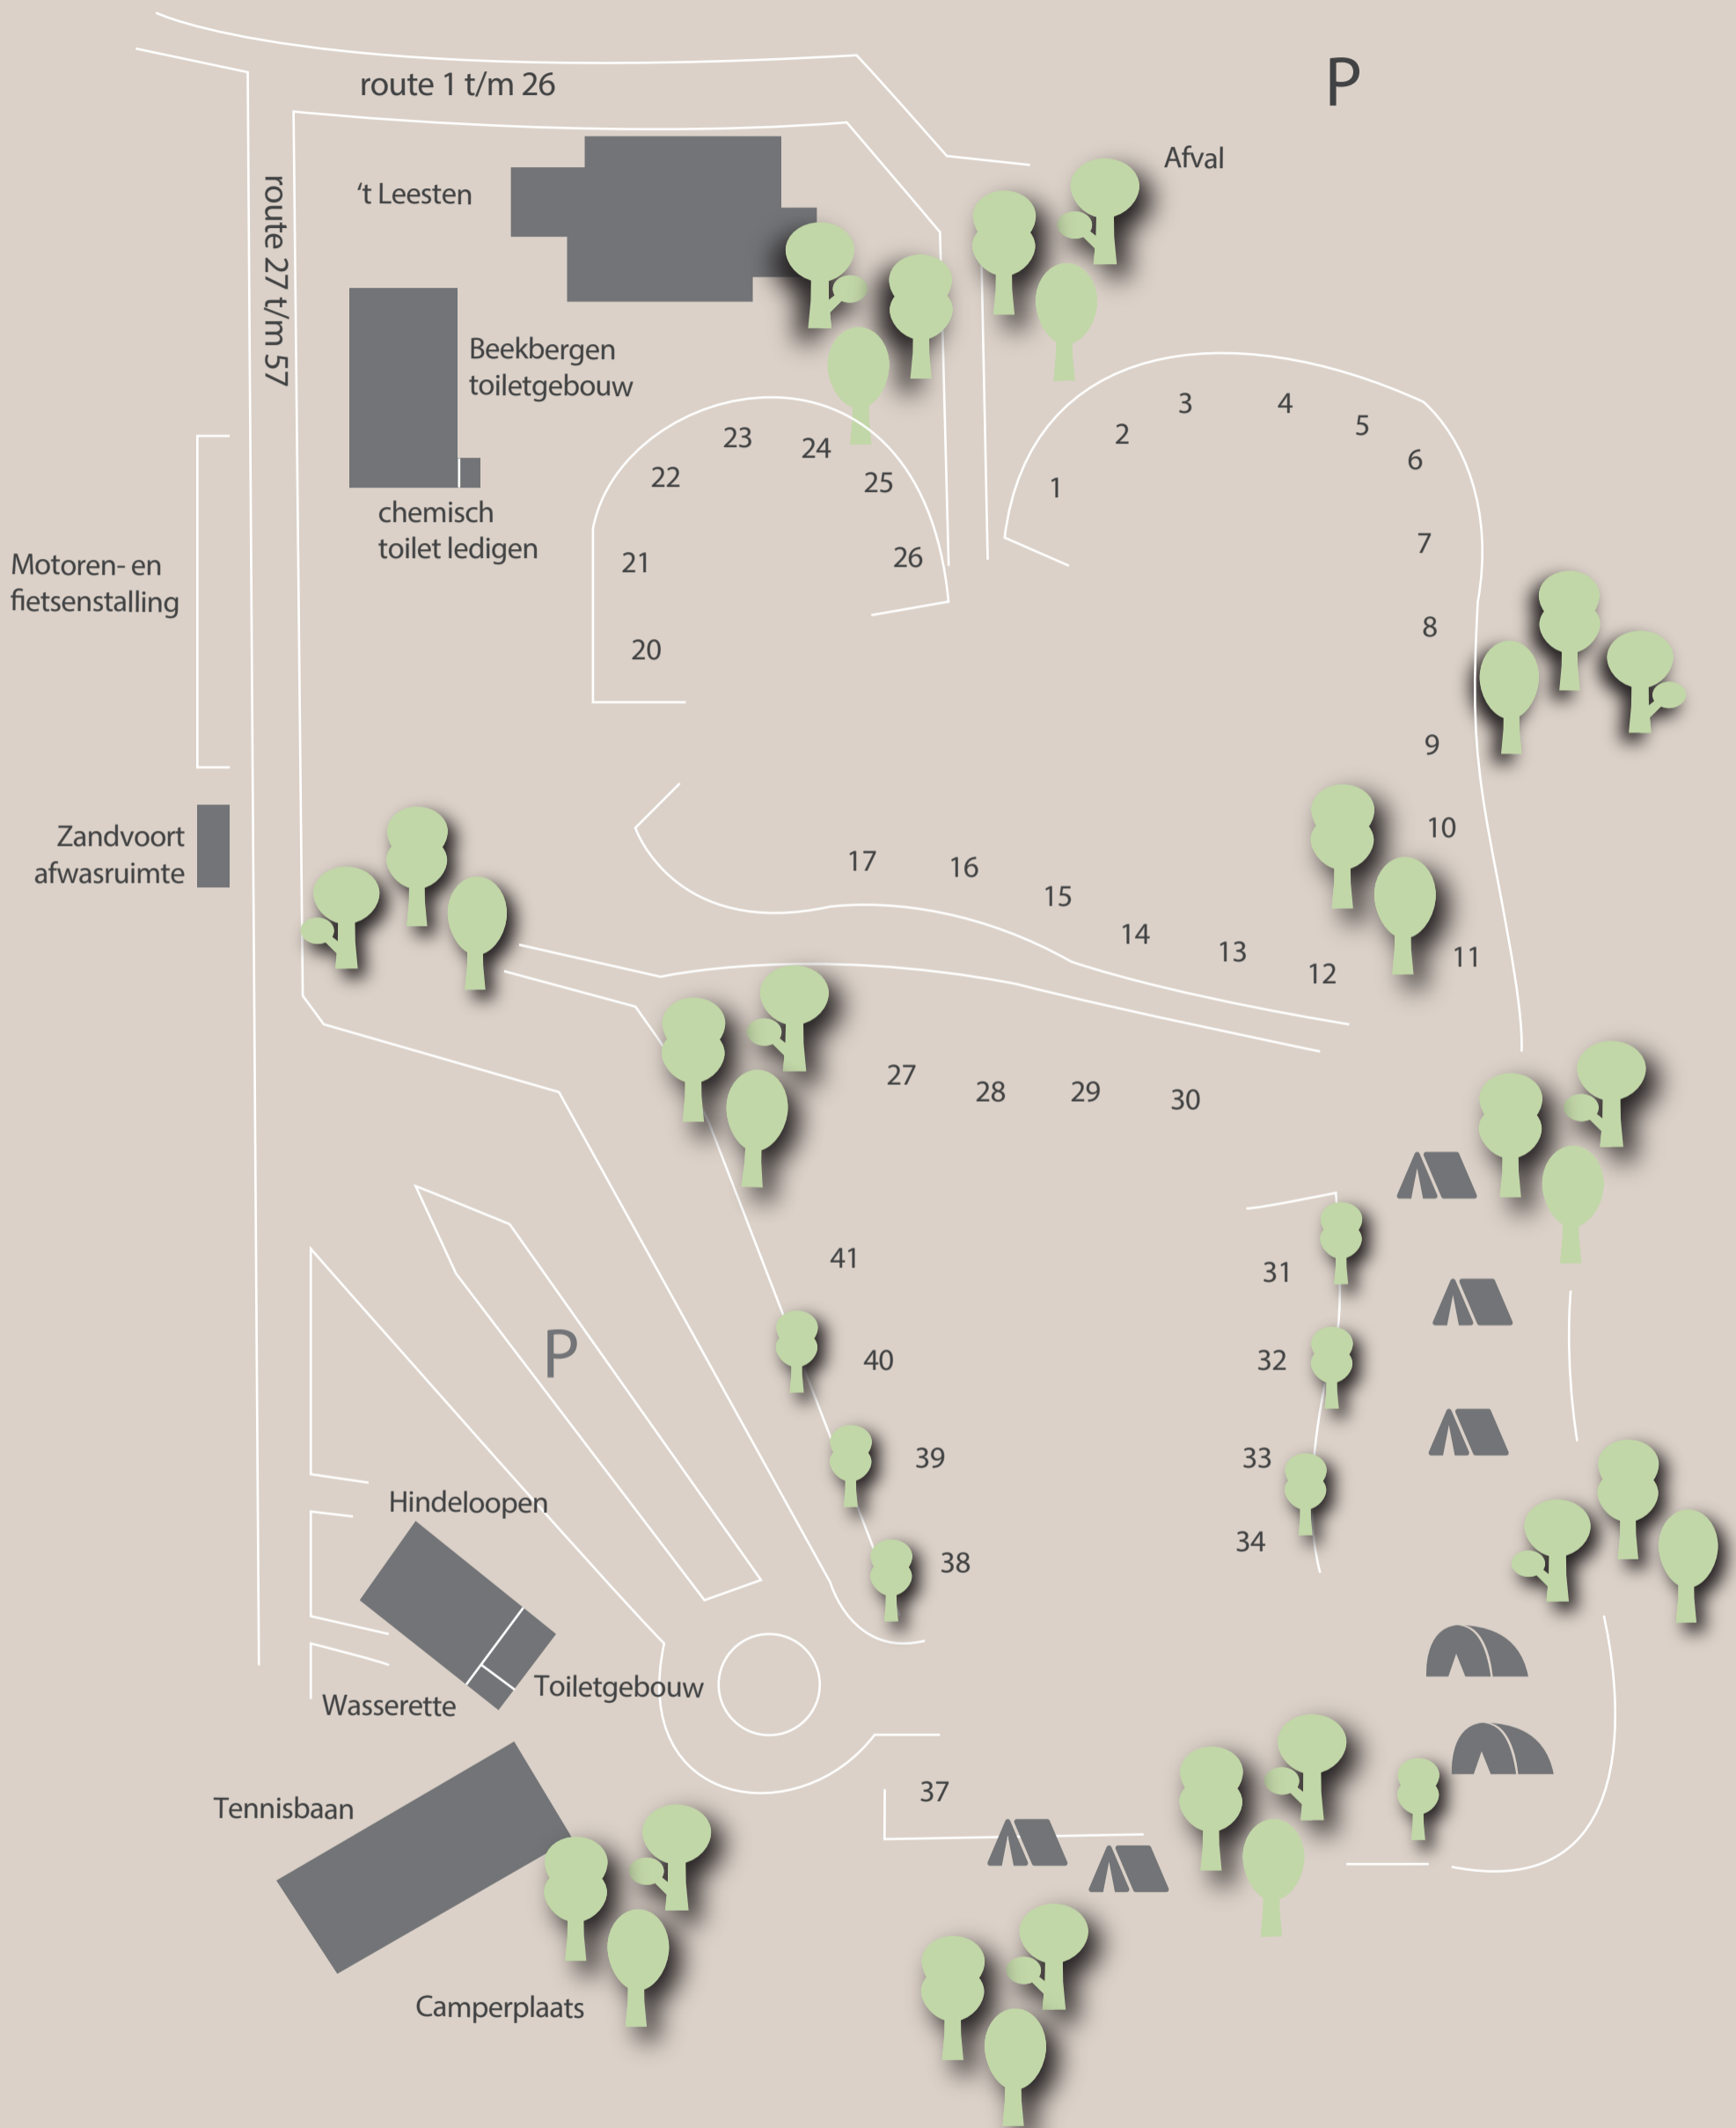 route 1 t/m 26
P
Afval
't Leesten
route 27 t/m 57
Beekbergen
toiletgebouw
3
4
2
5
23
24
6
22
25
1
chemisch
toilet ledigen
7
26
21
Motoren- en
fietsenstalling
8
20
9
10
Zandvoort
afwasruimte
17
16
15
14
13
11
12
27
28
29
30
41
31
P
40
32
39
33
Hindeloopen
34
38
Toiletgebouw
Wasserette
37
Tennisbaan
Camperplaats